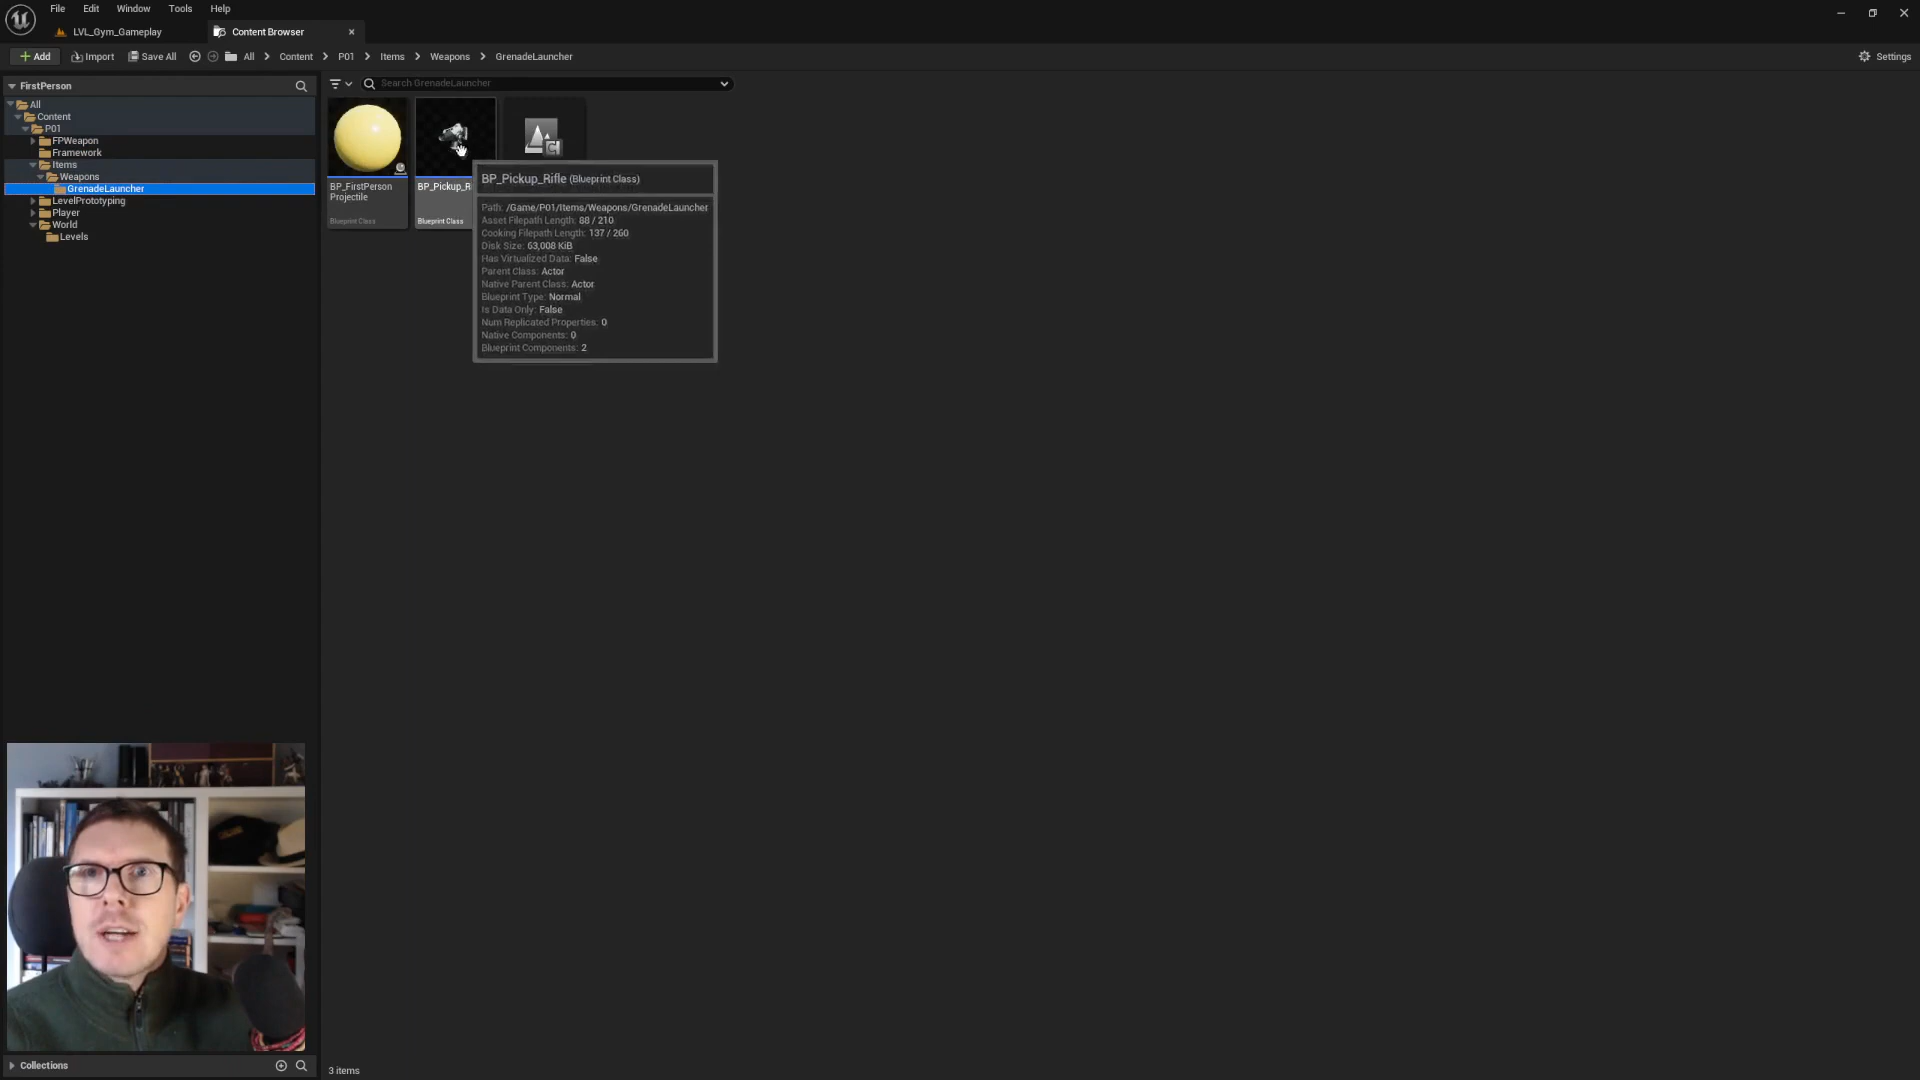 File Edit Window Tools Help
LVL_Gym_Gameplay
Content Browser
Add Import Save All All Content P01 Items Weapons GrenadeLauncher
Settings
FirstPerson
Search GrenadeLauncher
All
Content
P01
FPWeapon
Framework
Items
Weapons
GrenadeLauncher
LevelPrototyping
Player
World
Levels
BP_FirstPerson
Projectile
Blueprint Class
BP_Pickup_Ri
Blueprint Class
BP_Pickup_Rifle (Blueprint Class)
Path: /Game/P01/Items/Weapons/GrenadeLauncher
Asset Filepath Length: 88 / 210
Cooking Filepath Length: 137 / 260
Disk Size: 63,008 KiB
Has Virtualized Data: False
Parent Class: Actor
Native Parent Class: Actor
Blueprint Type: Normal
Is Data Only: False
Num Replicated Properties: 0
Native Components: 0
Blueprint Components: 2
Collections
3 items